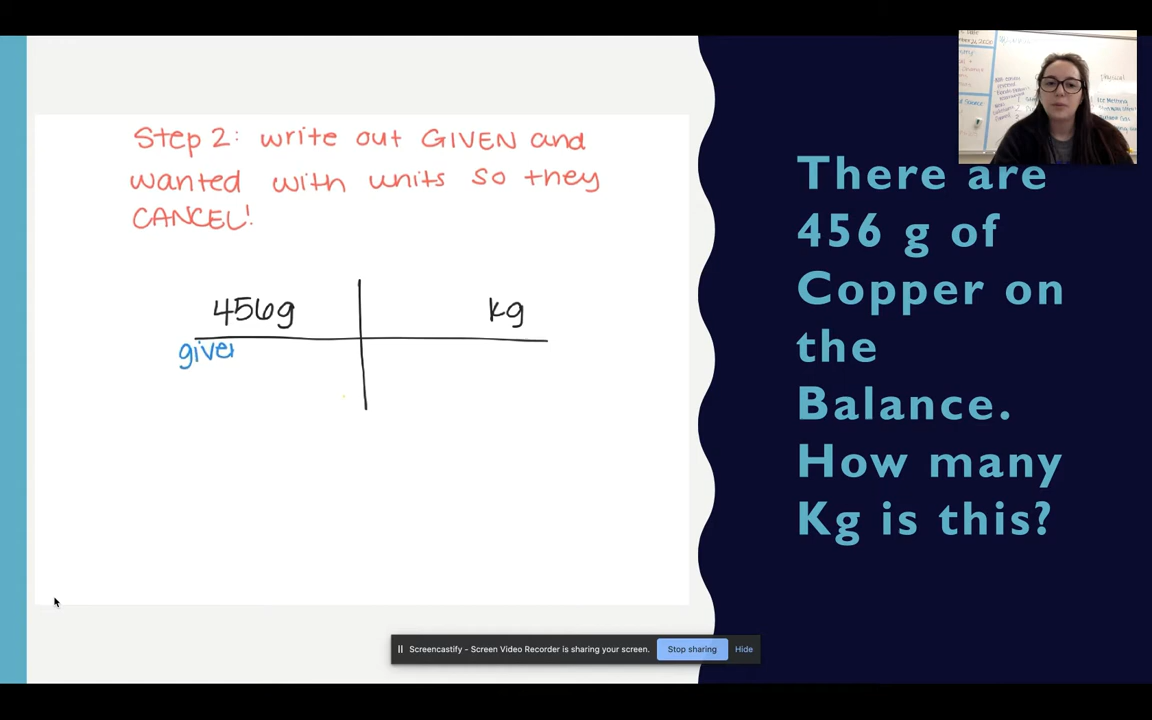 Step 2: write out GIVEN and
wanted with units so they
CANCEL!
456g
kg
give
There are
456 g of
Copper on
the
Balance.
How many
Kg is this?
Screencastify - Screen Video Recorder is sharing your screen.
Stop sharing
Hide